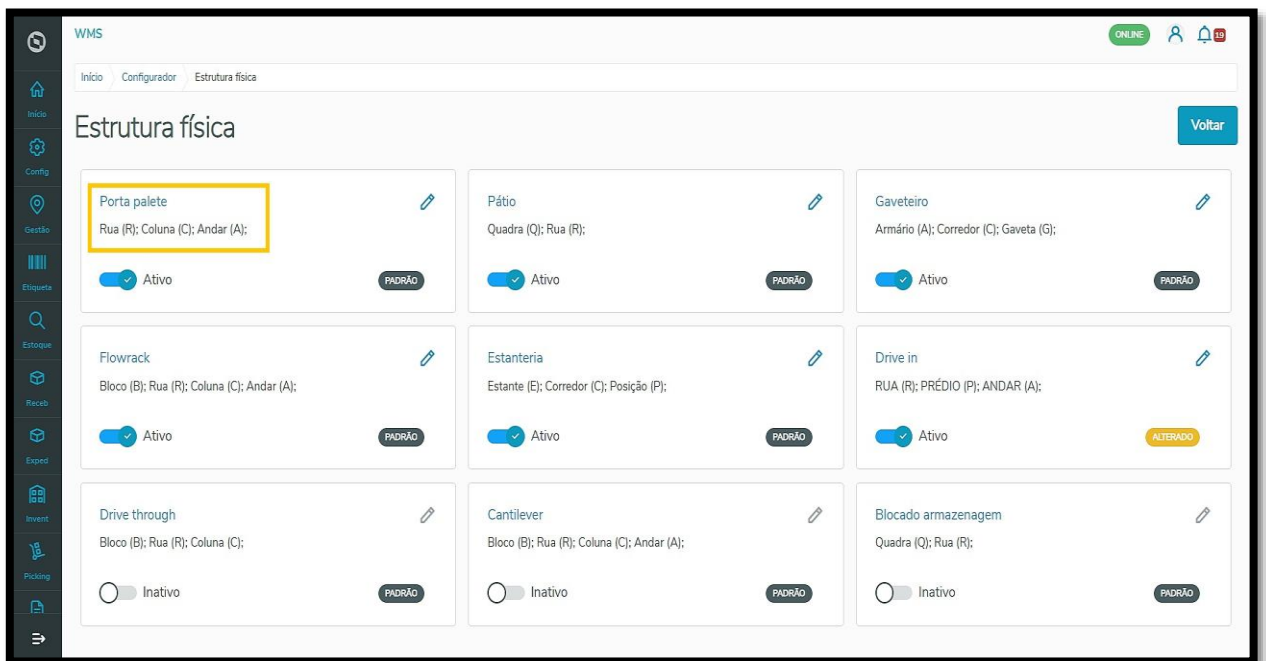 WMS
ONLINE
19
Início
Configurador
Estrutura física
Estrutura física
Voltar
Início
Config
Gestão
Etiqueta
Estoque
Receb
Exped
Invent
Picking
Porta palete
Rua (R); Coluna (C); Andar (A);
Ativo
PADRÃO
Pátio
Quadra (Q); Rua (R);
Ativo
PADRÃO
Gaveteiro
Armário (A); Corredor (C); Gaveta (G);
Ativo
PADRÃO
Flowrack
Bloco (B); Rua (R); Coluna (C); Andar (A);
Ativo
PADRÃO
Estanteria
Estante (E); Corredor (C); Posição (P);
Ativo
PADRÃO
Drive in
RUA (R); PRÉDIO (P); ANDAR (A);
Ativo
ALTERADO
Drive through
Bloco (B); Rua (R); Coluna (C);
Inativo
PADRÃO
Cantilever
Bloco (B); Rua (R); Coluna (C); Andar (A);
Inativo
PADRÃO
Blocado armazenagem
Quadra (Q); Rua (R);
Inativo
PADRÃO